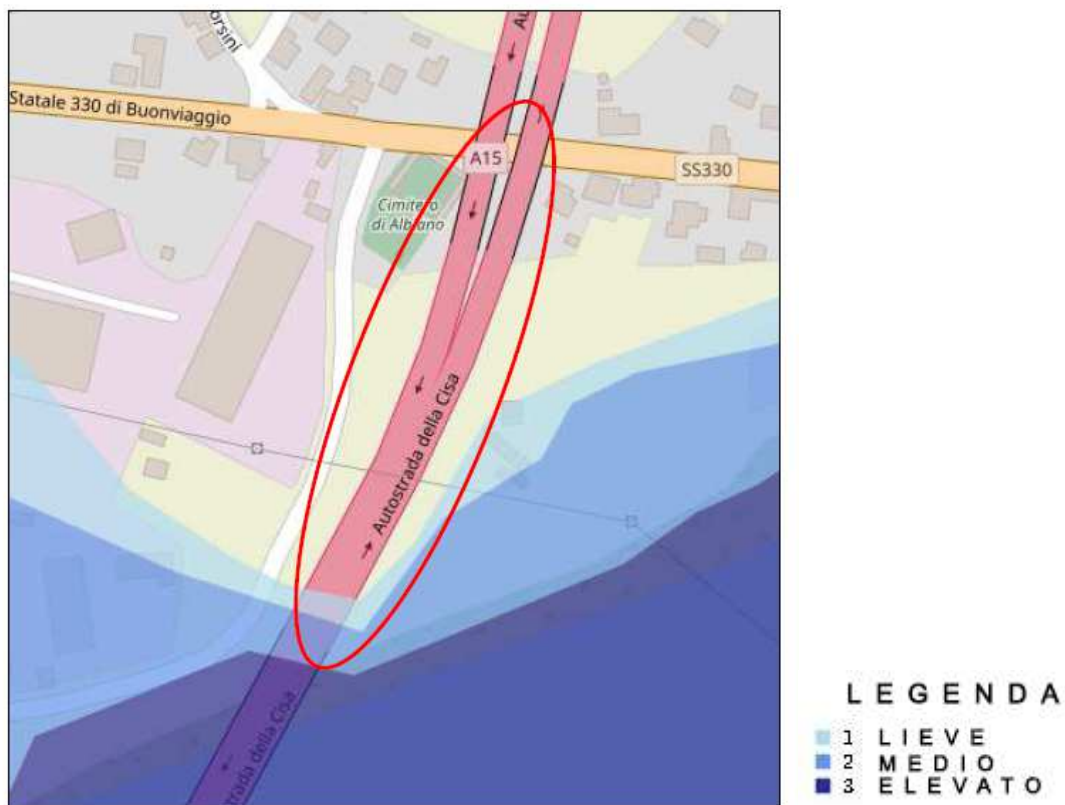 orsini
Statale 330 di Buonviaggio
A15
SS330
Cimitero
di Albiano
Autostrada della Cisa
strada della Cisa
LEGENDA
1 LIEVE
2 MEDIO
3 ELEVATO